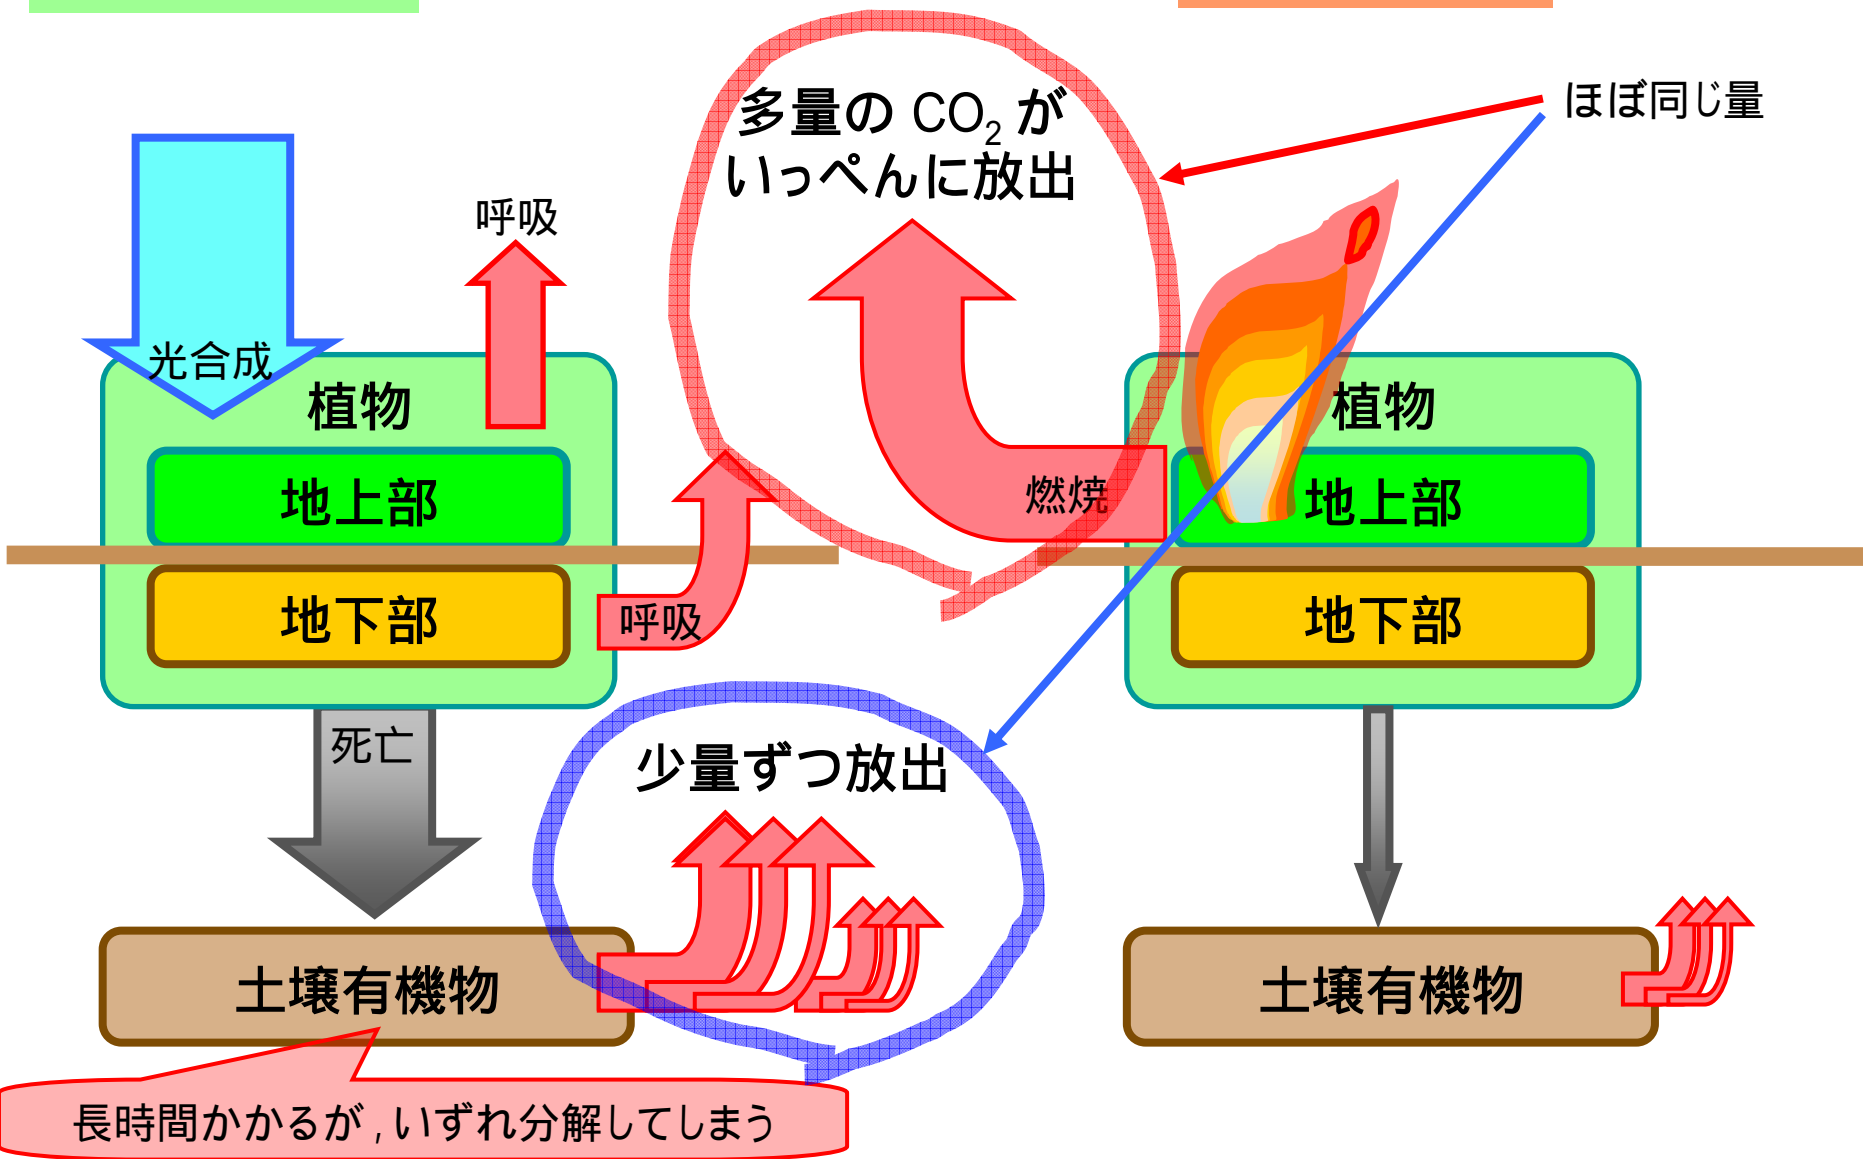 多量の CO₂ が
いっぺんに放出
ほぼ同じ量
呼吸
光合成
植物
地上部
地下部
呼吸
燃焼
植物
地上部
地下部
死亡
少量ずつ放出
土壌有機物
土壌有機物
長時間かかるが , いずれ分解してしまう